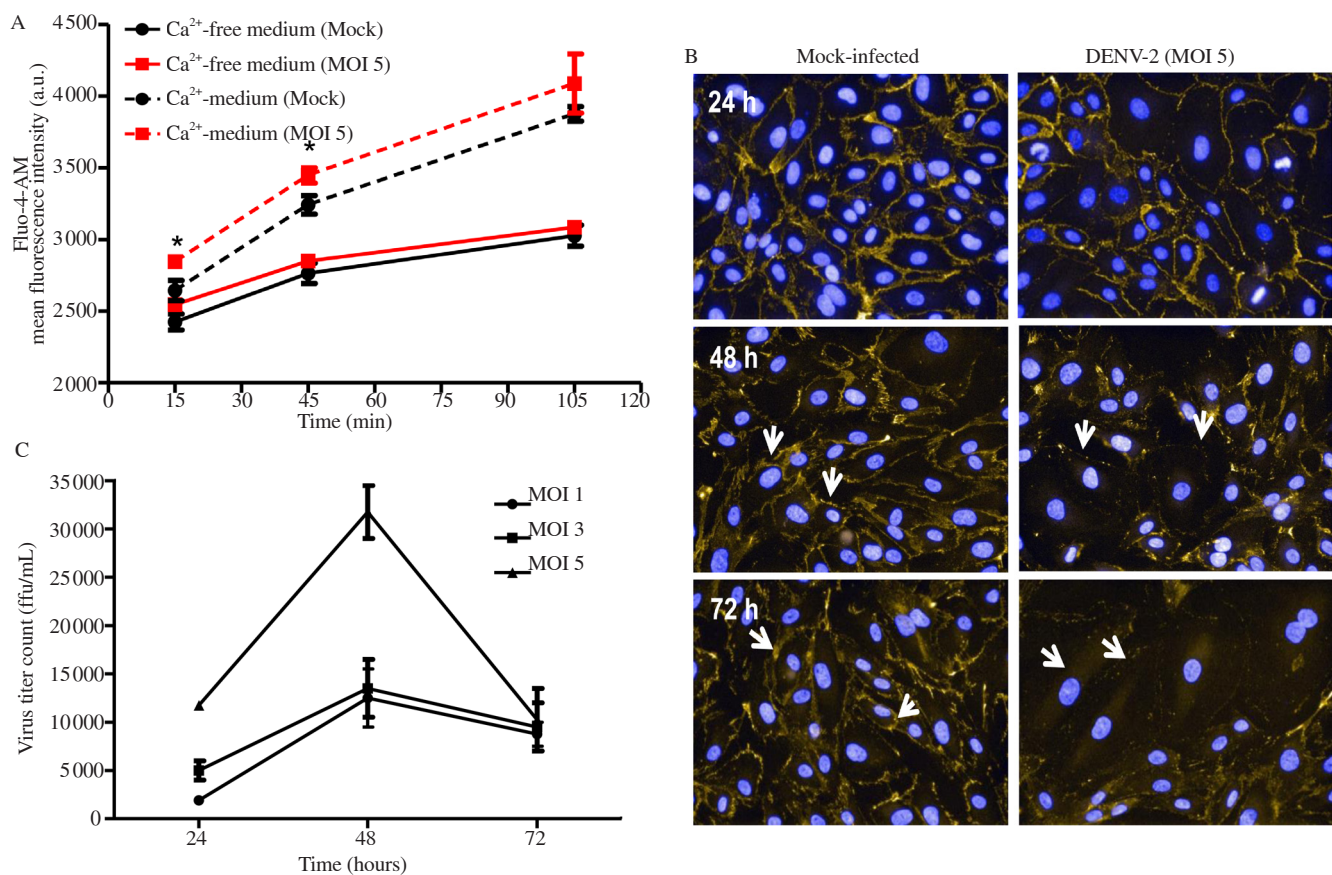 A
Ca²⁺-free medium (Mock)
Ca²⁺-free medium (MOI 5)
Ca²⁺-medium (Mock)
Ca²⁺-medium (MOI 5)
Fluo-4-AM
mean fluorescence intensity (a.u.)
4500
4000
3500
3000
2500
2000
*
*
0 15 30 45 60 75 90 105 120
Time (min)
B
Mock-infected DENV-2 (MOI 5)
24 h
48 h
72 h
C
MOI 1
MOI 3
MOI 5
Virus titer count (ffu/mL)
35000
30000
25000
20000
15000
10000
5000
0
24 48 72
Time (hours)